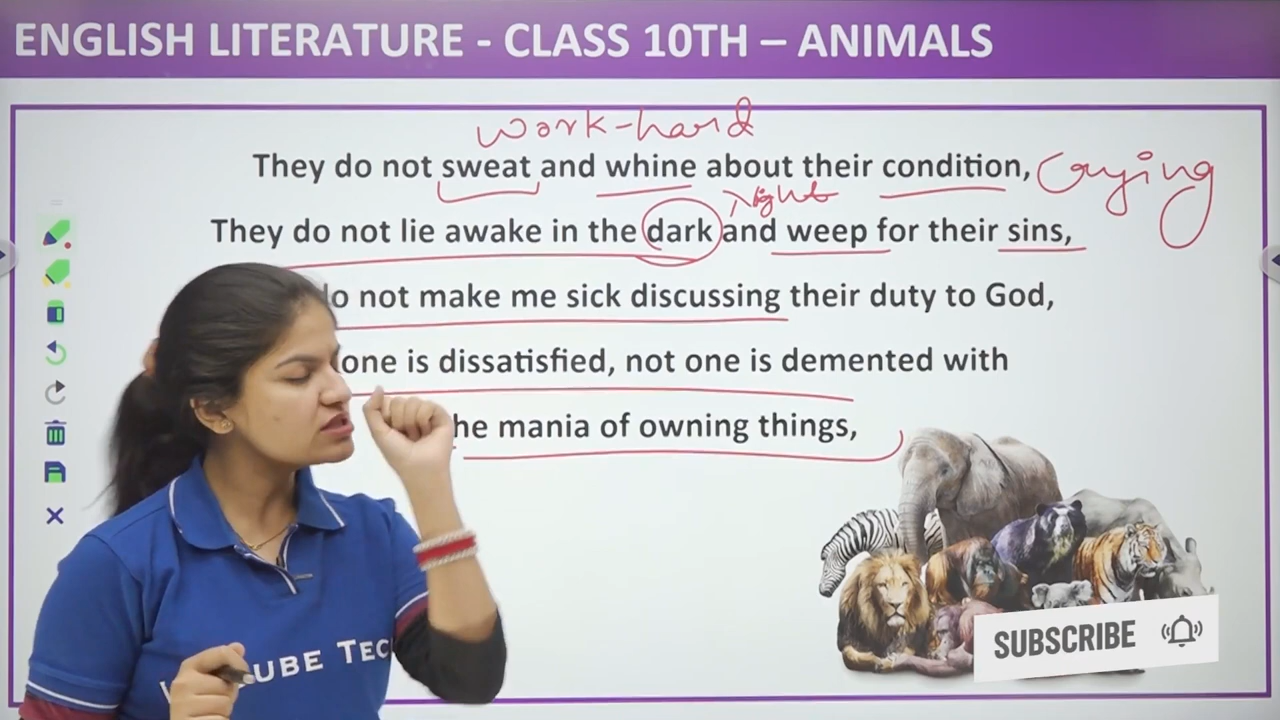 ENGLISH LITERATURE - CLASS 10TH – ANIMALS
work-hard
They do not sweat and whine about their condition, Crying
Night
They do not lie awake in the dark and weep for their sins,
do not make me sick discussing their duty to God,
one is dissatisfied, not one is demented with
he mania of owning things,
UBE TEC
SUBSCRIBE